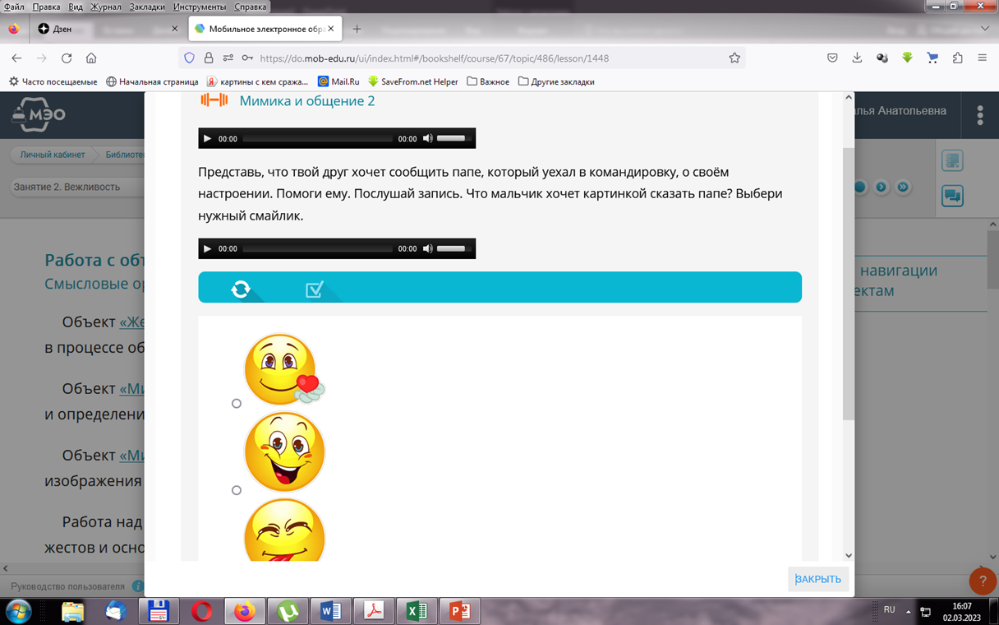 Файл Правка Вид Журнал Закладки Инструменты Справка
Дзен
Мобильное электронное обра
https://do.mob-edu.ru/ui/index.html#/bookshelf/course/67/topic/486/lesson/1448
Часто посещаемые Начальная страница картины с кем сража... Mail.Ru SaveFrom.net Helper Важное Другие закладки
МЭО
Мимика и общение 2
лья Анатольевна
Личный кабинет Библиоте
00:00 00:00
Занятие 2. Вежливость
Представь, что твой друг хочет сообщить папе, который уехал в командировку, о своём
настроении. Помоги ему. Послушай запись. Что мальчик хочет картинкой сказать папе? Выбери
нужный смайлик.
00:00 00:00
Работа с об
Смысловые ор
навигации
ектам
Объект «Же
в процессе об
Объект «Ми
и определени
Объект «Ми
изображения
Работа над
жестов и осно
ЗАКРЫТЬ
Руководство пользователя
?
RU
16:07
02.03.2023